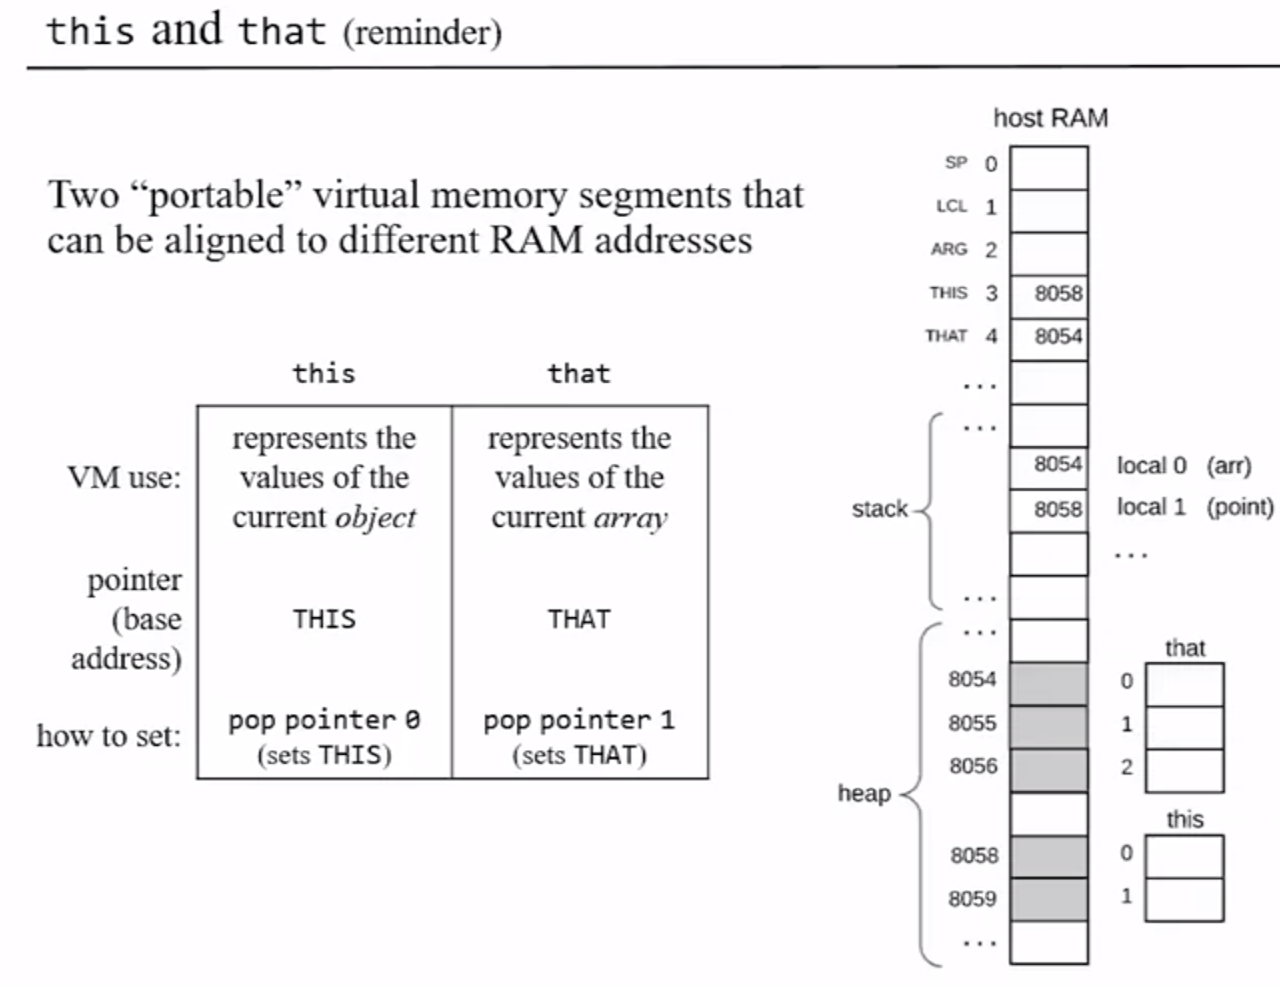 this and that (reminder)
Two “portable” virtual memory segments that
can be aligned to different RAM addresses
this that
VM use:
represents the
values of the
current object
represents the
values of the
current array
pointer
(base
address)
THIS
THAT
how to set:
pop pointer 0
(sets THIS)
pop pointer 1
(sets THAT)
host RAM
SP 0
LCL 1
ARG 2
THIS 3 8058
THAT 4 8054
...
...
stack
8054 local 0 (arr)
8058 local 1 (point)
...
...
heap
...
8054
8055
8056
8058
8059
...
that
0
1
2
this
0
1